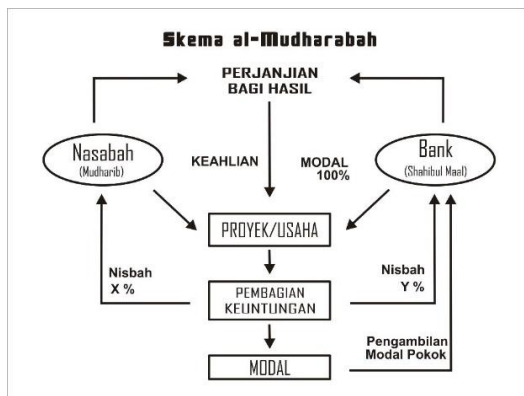 Skema al-Mudharabah
PERJANJIAN
BAGI HASIL
Nasabah
(Mudharib)
KEAHLIAN
MODAL
100%
Bank
(Shahibul Maal)
PROYEK/USAHA
Nisbah
X %
PEMBAGIAN
KEUNTUNGAN
Nisbah
Y %
MODAL
Pengambilan
Modal Pokok